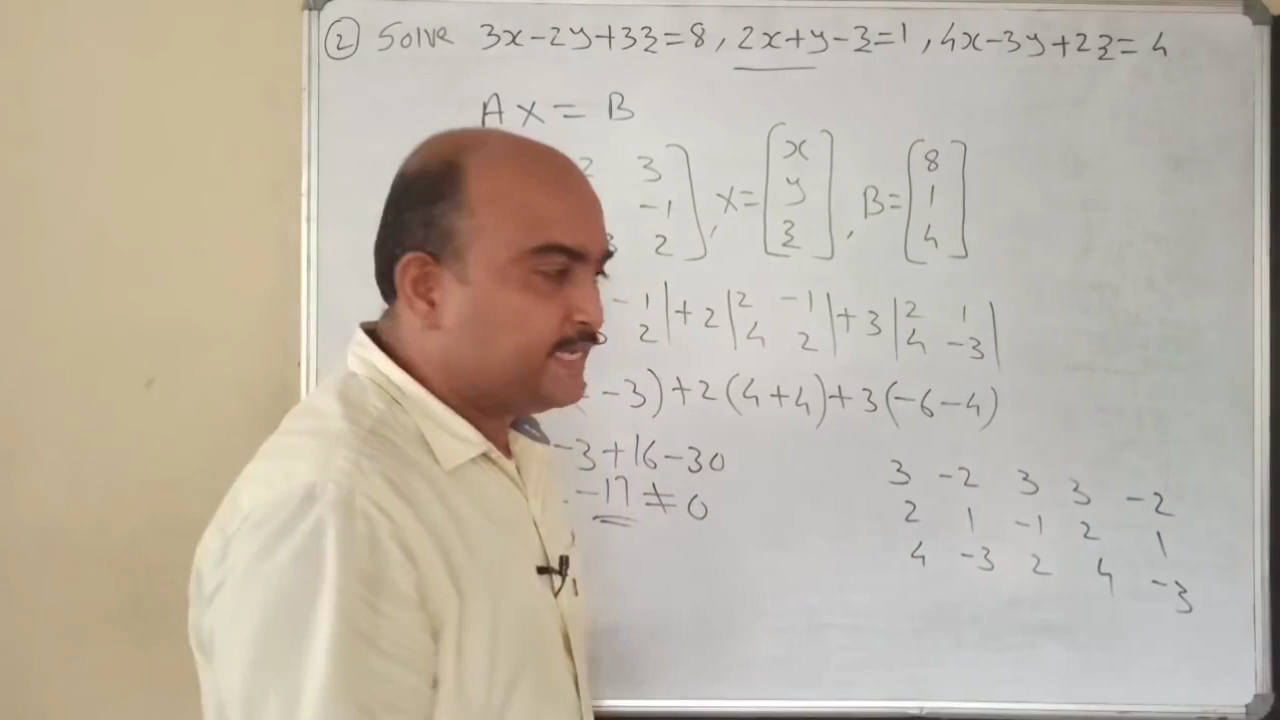 ② Solve 3x-2y+3z=8, 2x+y-z=1, 4x-3y+2z=4
AX = B
3
-1
2 ], X= [ x y z ], B= [ 8 1 4 ]
-1 2 | +2 | 2 -1 4 2 | +3 | 2 1 4 -3 |
-3)+2(4+4)+3(-6-4)
-3+16-30
-17 ≠ 0
3 -2 3 3 -2
2 1 -1 2 1
4 -3 2 4 -3